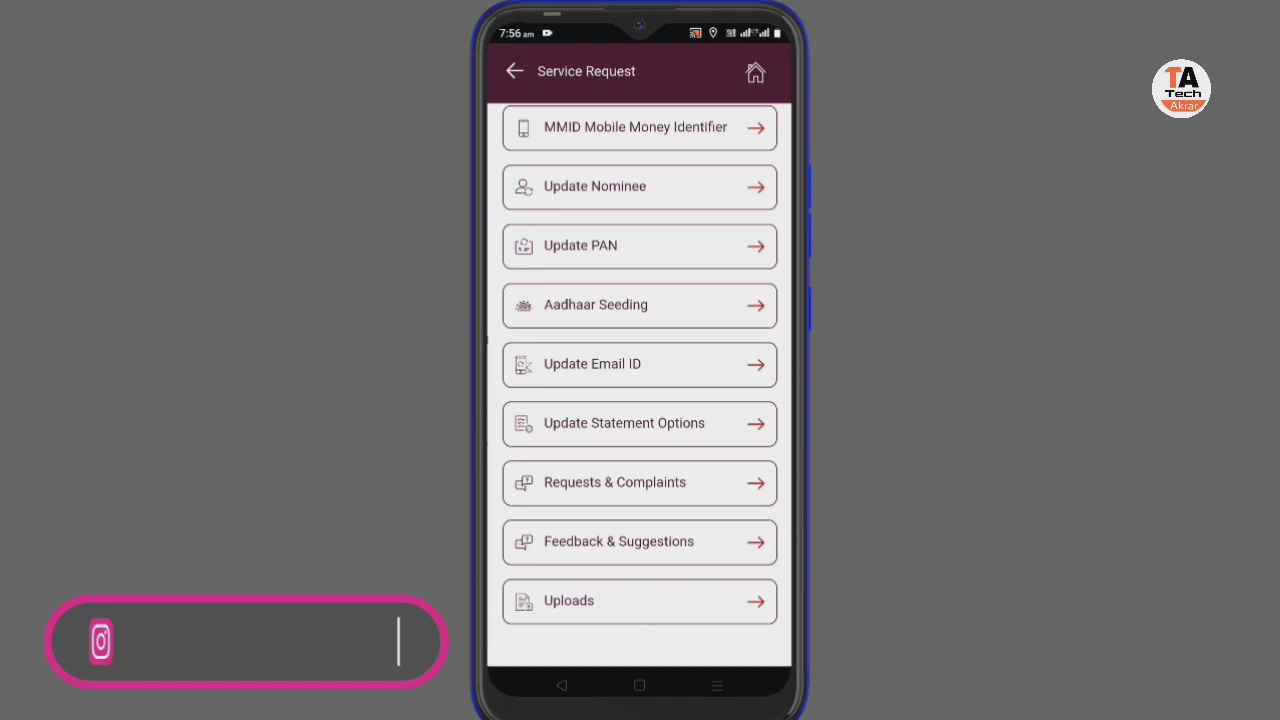 7:56 am
Service Request
MMID Mobile Money Identifier
Update Nominee
Update PAN
Aadhaar Seeding
Update Email ID
Update Statement Options
Requests & Complaints
Feedback & Suggestions
Uploads
TA
Tech
Akrar